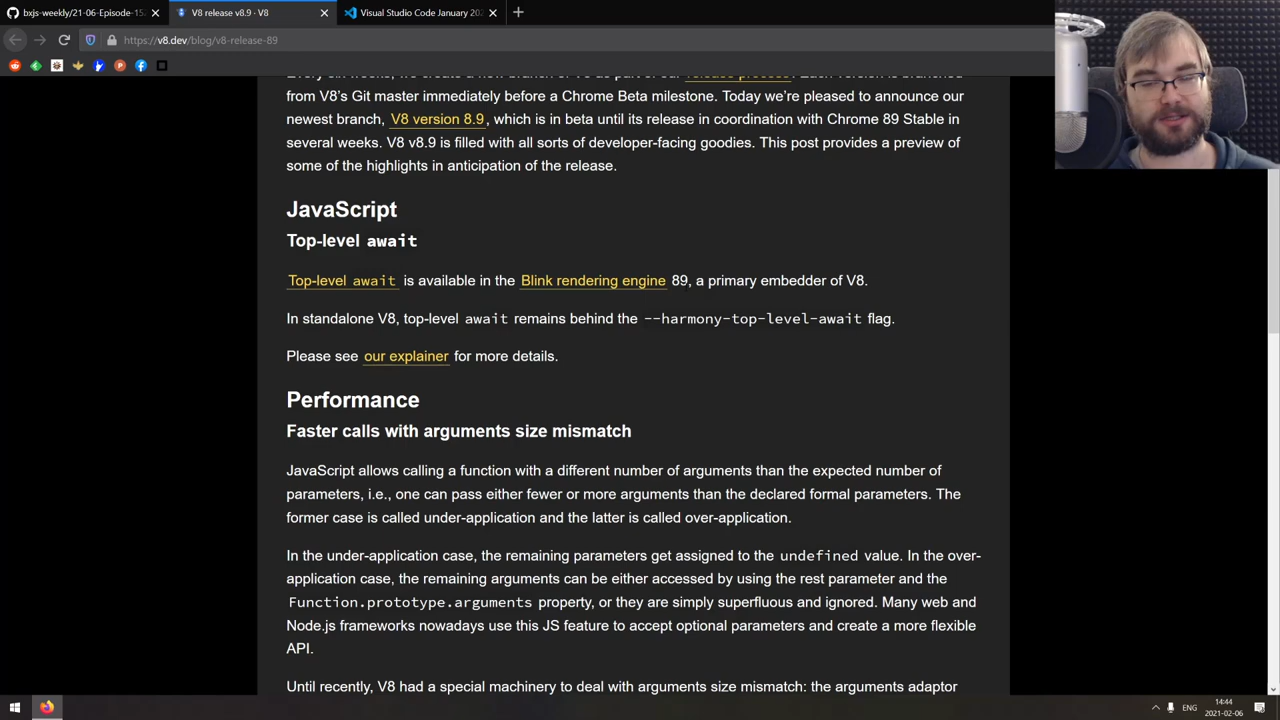 bxjs-weekly/21-06-Episode-152
V8 release v8.9 · V8
Visual Studio Code January 202
https://v8.dev/blog/v8-release-89
from V8's Git master immediately before a Chrome Beta milestone. Today we're pleased to announce our
newest branch, V8 version 8.9, which is in beta until its release in coordination with Chrome 89 Stable in
several weeks. V8 v8.9 is filled with all sorts of developer-facing goodies. This post provides a preview of
some of the highlights in anticipation of the release.
JavaScript
Top-level await
Top-level await is available in the Blink rendering engine 89, a primary embedder of V8.
In standalone V8, top-level await remains behind the --harmony-top-level-await flag.
Please see our explainer for more details.
Performance
Faster calls with arguments size mismatch
JavaScript allows calling a function with a different number of arguments than the expected number of
parameters, i.e., one can pass either fewer or more arguments than the declared formal parameters. The
former case is called under-application and the latter is called over-application.
In the under-application case, the remaining parameters get assigned to the undefined value. In the over-
application case, the remaining arguments can be either accessed by using the rest parameter and the
Function.prototype.arguments property, or they are simply superfluous and ignored. Many web and
Node.js frameworks nowadays use this JS feature to accept optional parameters and create a more flexible
API.
Until recently, V8 had a special machinery to deal with arguments size mismatch: the arguments adaptor
ENG
14:44
2021-02-06